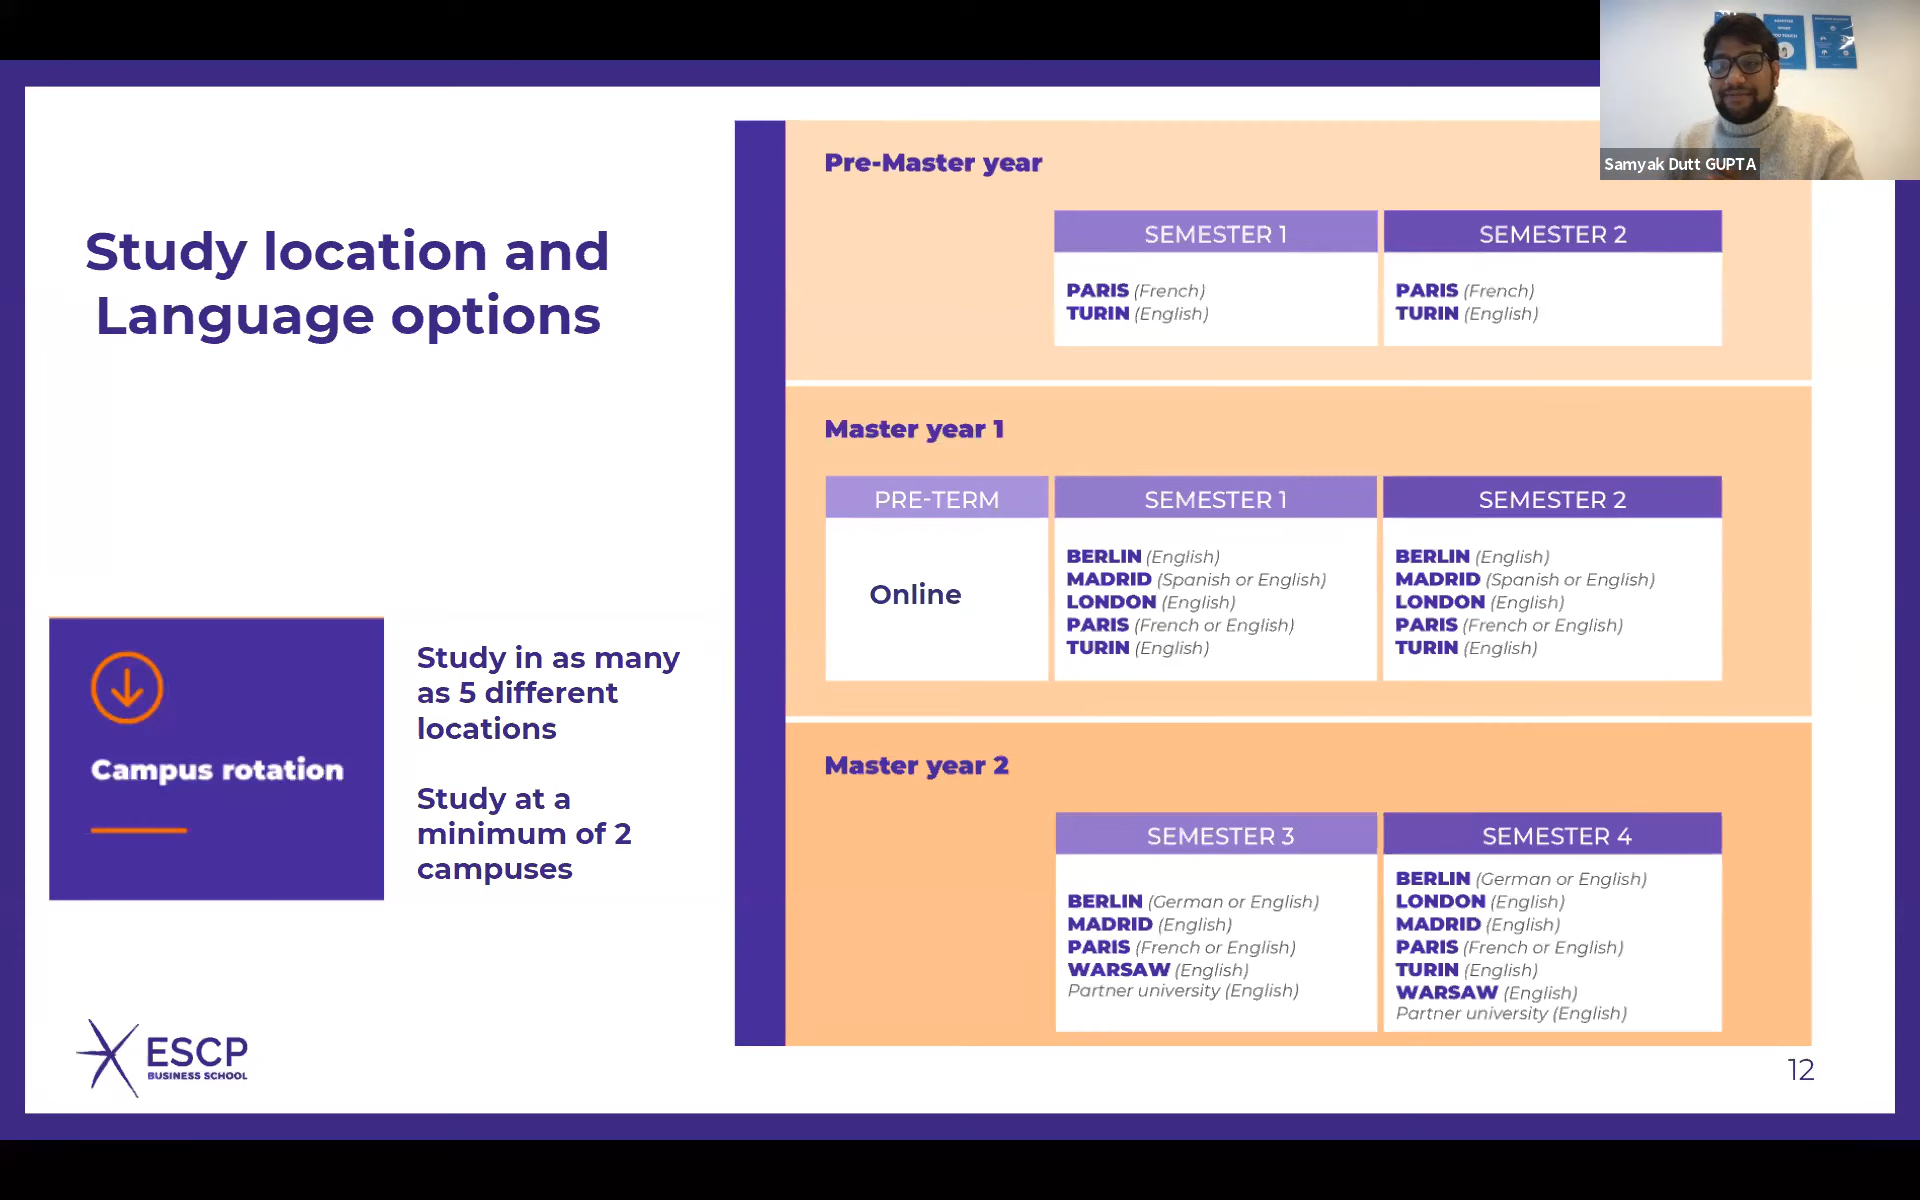 Samyak Dutt GUPTA
Study location and
Language options
Campus rotation
Study in as many
as 5 different
locations
Study at a
minimum of 2
campuses
ESCP
BUSINESS SCHOOL
Pre-Master year
SEMESTER 1
PARIS (French)
TURIN (English)
SEMESTER 2
PARIS (French)
TURIN (English)
Master year 1
PRE-TERM
Online
SEMESTER 1
BERLIN (English)
MADRID (Spanish or English)
LONDON (English)
PARIS (French or English)
TURIN (English)
SEMESTER 2
BERLIN (English)
MADRID (Spanish or English)
LONDON (English)
PARIS (French or English)
TURIN (English)
Master year 2
SEMESTER 3
BERLIN (German or English)
MADRID (English)
PARIS (French or English)
WARSAW (English)
Partner university (English)
SEMESTER 4
BERLIN (German or English)
LONDON (English)
MADRID (English)
PARIS (French or English)
TURIN (English)
WARSAW (English)
Partner university (English)
12